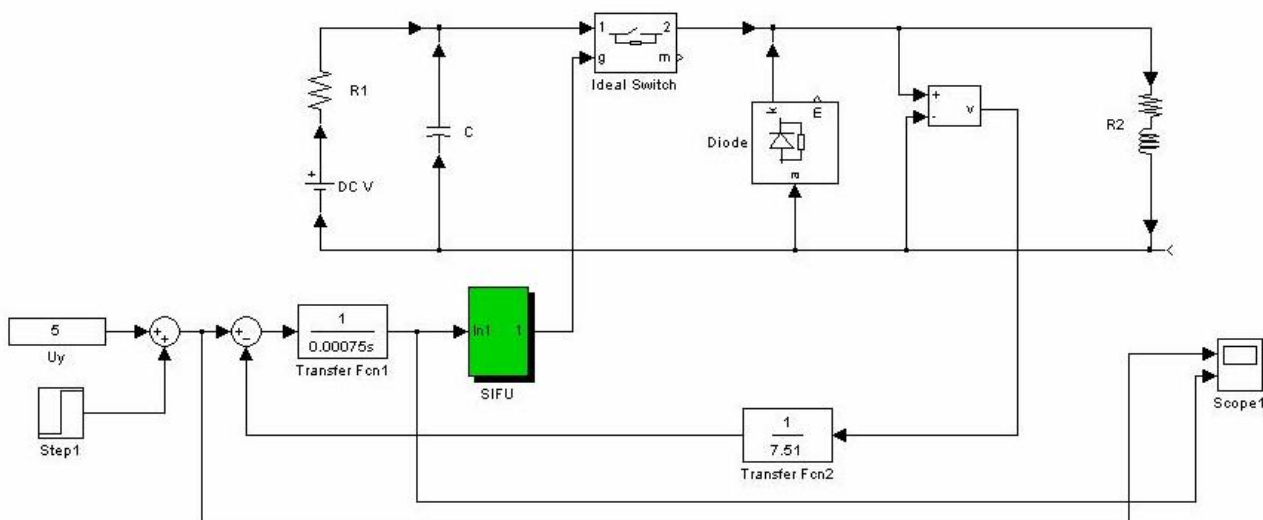 1
2
g
m
Ideal Switch
R1
C
+
DC V
k
m
a
Diode
+
-
v
R2
5
Uy
+
+
Step1
+
-
1
0.00075s
Transfer Fcn1
In1
1
SIFU
1
7.51
Transfer Fcn2
Scope1